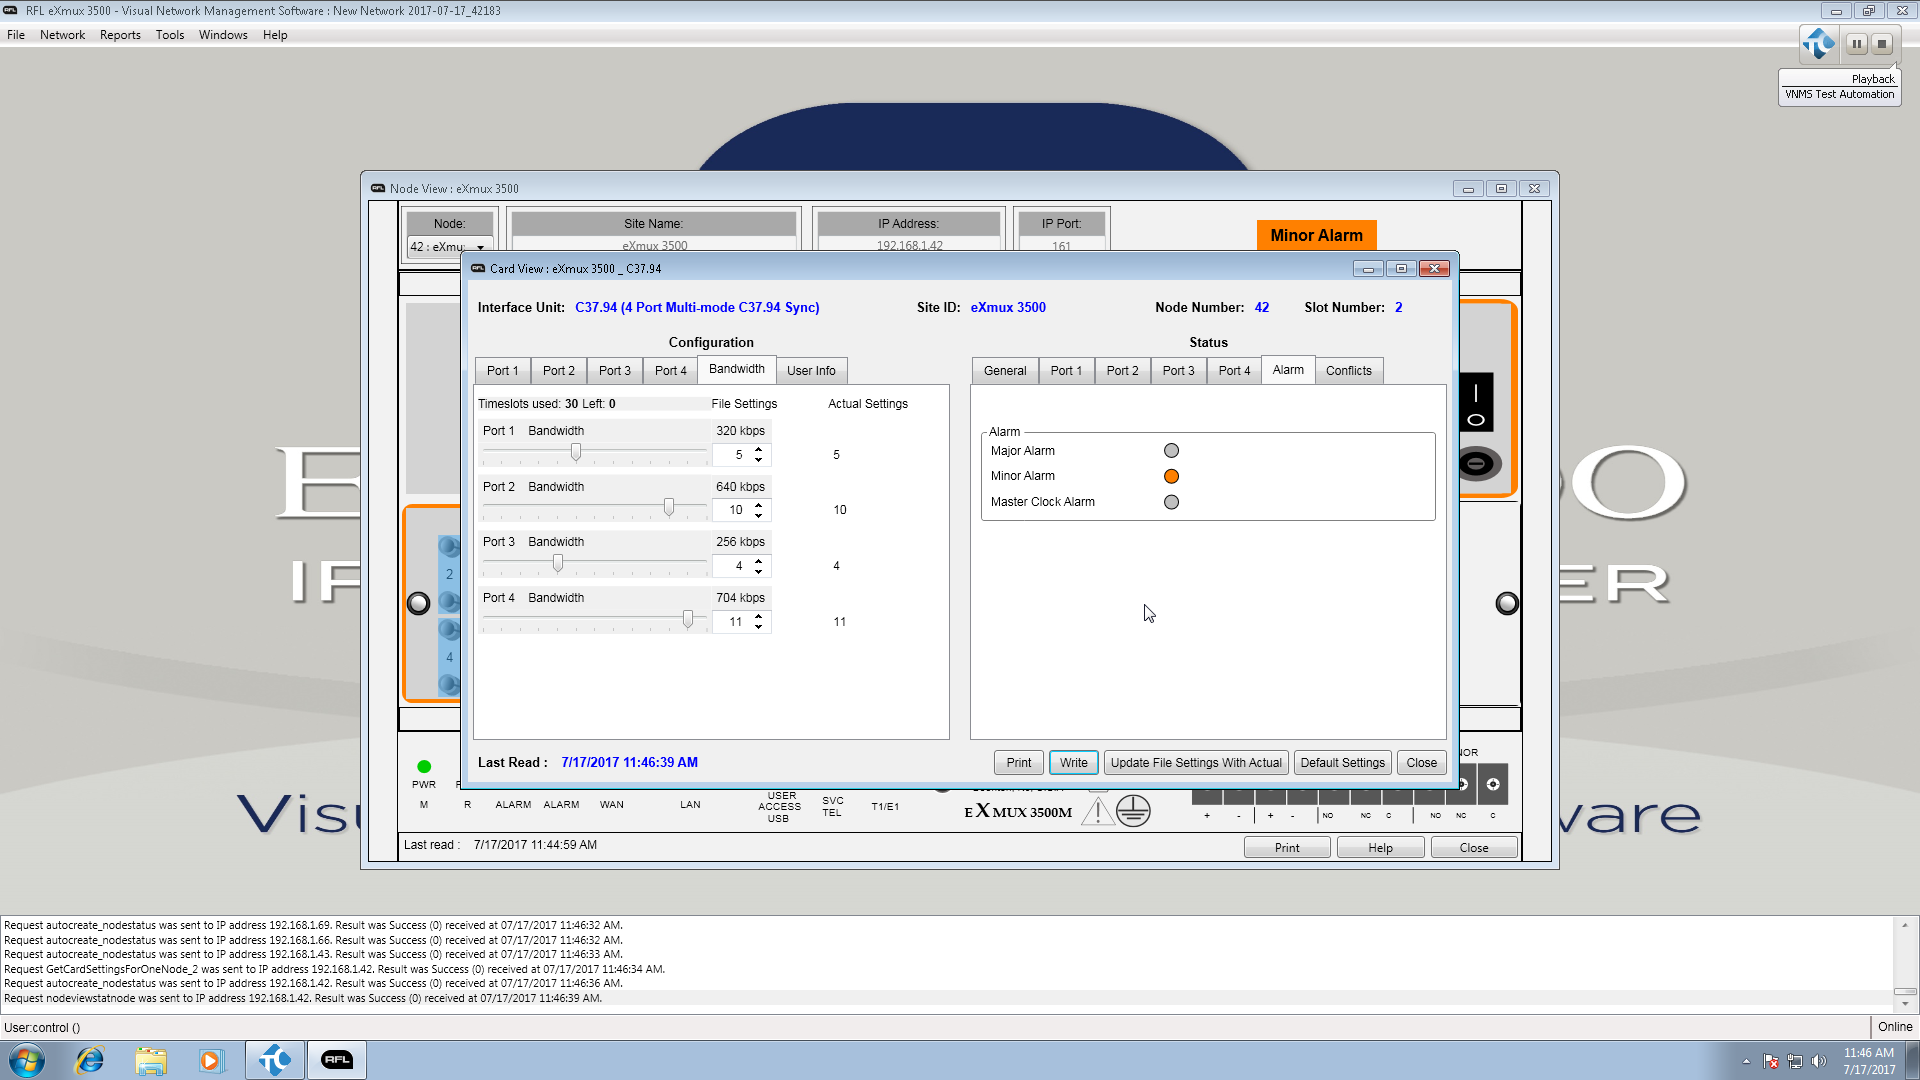 RFL eXmux 3500 - Visual Network Management Software : New Network 2017-07-17_42183
File Network Reports Tools Windows Help
Playback
VNMS Test Automation
Node View : eXmux 3500
Node: Site Name: IP Address: IP Port:
42 : eXmu: eXmux 3500 192.168.1.42 161
Minor Alarm
Card View : eXmux 3500 _ C37.94
Interface Unit: C37.94 (4 Port Multi-mode C37.94 Sync) Site ID: eXmux 3500 Node Number: 42 Slot Number: 2
Configuration
Port 1 Port 2 Port 3 Port 4 Bandwidth User Info
Timeslots used: 30 Left: 0 File Settings Actual Settings
Port 1 Bandwidth 320 kbps
5 5
Port 2 Bandwidth 640 kbps
10 10
Port 3 Bandwidth 256 kbps
4 4
Port 4 Bandwidth 704 kbps
11 11
Status
General Port 1 Port 2 Port 3 Port 4 Alarm Conflicts
Alarm
Major Alarm
Minor Alarm
Master Clock Alarm
Last Read : 7/17/2017 11:46:39 AM
Print Write Update File Settings With Actual Default Settings Close
2
4
IF
ER
Visu
ware
PWR
M R ALARM ALARM WAN LAN
USER
ACCESS
USB
SVC
TEL
T1/E1
EXMUX 3500M
+ - + - NO NC C NO NC C
Last read : 7/17/2017 11:44:59 AM
Print Help Close
Request autocreate_nodestatus was sent to IP address 192.168.1.69. Result was Success (0) received at 07/17/2017 11:46:32 AM.
Request autocreate_nodestatus was sent to IP address 192.168.1.66. Result was Success (0) received at 07/17/2017 11:46:32 AM.
Request autocreate_nodestatus was sent to IP address 192.168.1.43. Result was Success (0) received at 07/17/2017 11:46:33 AM.
Request GetCardSettingsForOneNode_2 was sent to IP address 192.168.1.42. Result was Success (0) received at 07/17/2017 11:46:34 AM.
Request autocreate_nodestatus was sent to IP address 192.168.1.42. Result was Success (0) received at 07/17/2017 11:46:36 AM.
Request nodeviewstatnode was sent to IP address 192.168.1.42. Result was Success (0) received at 07/17/2017 11:46:39 AM.
User:control ()
Online
RFL
11:46 AM
7/17/2017